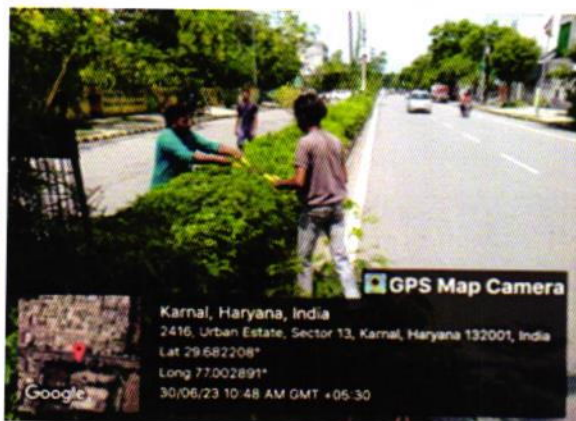 GPS Map Camera
Karnal, Haryana, India
2416, Urban Estate, Sector 13, Karnal, Haryana 132001, India
Lat 29.682208°
Long 77.002891°
30/06/23 10:48 AM GMT +05:30
Google